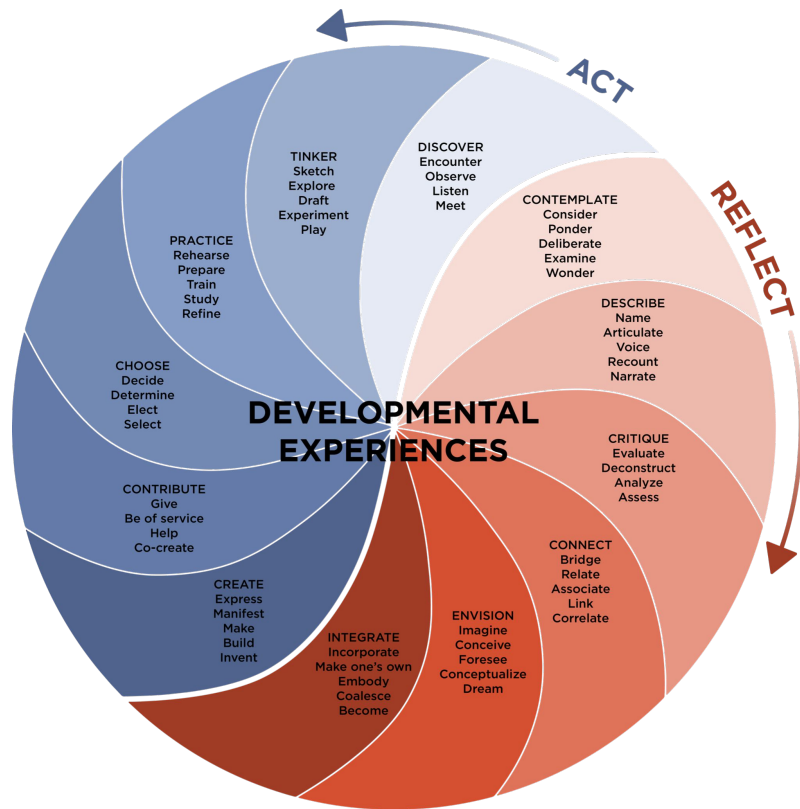 ACT
REFLECT
DISCOVER
Encounter
Observe
Listen
Meet
TINKER
Sketch
Explore
Draft
Experiment
Play
PRACTICE
Rehearse
Prepare
Train
Study
Refine
CHOOSE
Decide
Determine
Elect
Select
CONTRIBUTE
Give
Be of service
Help
Co-create
CREATE
Express
Manifest
Make
Build
Invent
CONTEMPLATE
Consider
Ponder
Deliberate
Examine
Wonder
DESCRIBE
Name
Articulate
Voice
Recount
Narrate
CRITIQUE
Evaluate
Deconstruct
Analyze
Assess
CONNECT
Bridge
Relate
Associate
Link
Correlate
ENVISION
Imagine
Conceive
Foresee
Conceptualize
Dream
INTEGRATE
Incorporate
Make one's own
Embody
Coalesce
Become
DEVELOPMENTAL
EXPERIENCES